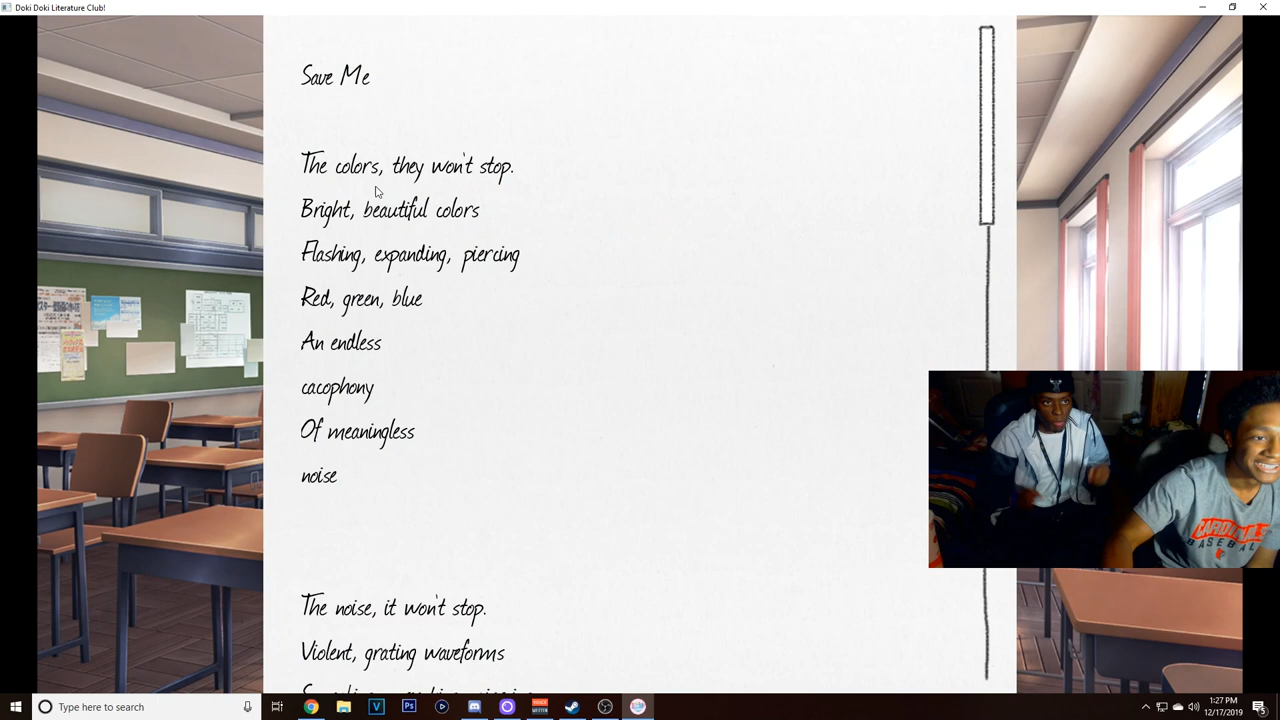 Doki Doki Literature Club!
Save Me
The colors, they won't stop.
Bright, beautiful colors
Flashing, expanding, piercing
Red, green, blue
An endless
cacophony
Of meaningless
noise
The noise, it won't stop.
Violent, grating waveforms
CARDINALS
BASEBALL
Type here to search
1:27 PM
12/17/2019